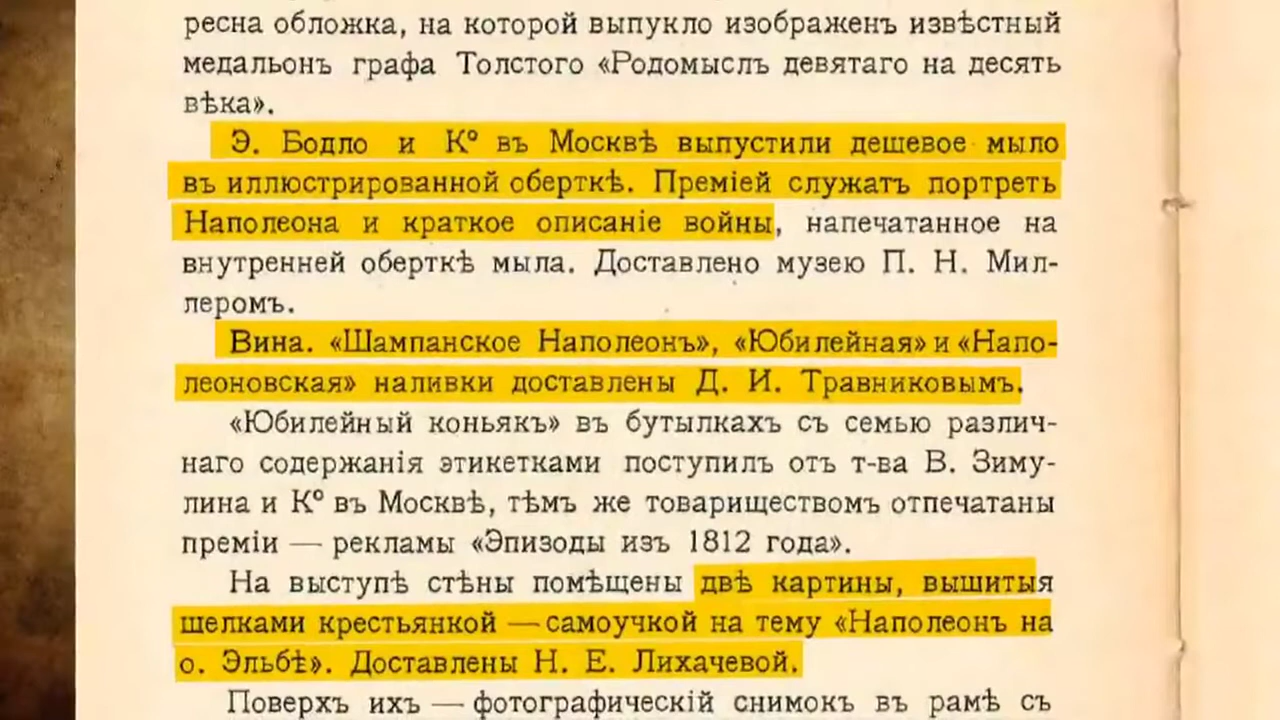 ресна обложка, на которой выпукло изображенъ извѣстный
медальонъ графа Толстого «Родомыслъ девятаго на десять
вѣка».
Э. Бодло и К° въ Москвѣ выпустили дешевое мыло
въ иллюстрированной оберткѣ. Преміей служатъ портретъ
Наполеона и краткое описаніе войны, напечатанное на
внутренней оберткѣ мыла. Доставлено музею П. Н. Мил-
леромъ.
Вина. «Шампанское Наполеонъ», «Юбилейная» и «Напо-
леоновская» наливки доставлены Д. И. Травниковымъ.
«Юбилейный коньякъ» въ бутылкахъ съ семью различ-
наго содержанія этикетками поступилъ отъ т-ва В. Зиму-
лина и К° въ Москвѣ, тѣмъ же товариществомъ отпечатаны
преміи — рекламы «Эпизоды изъ 1812 года».
На выступѣ стѣны помѣщены двѣ картины, вышитыя
шелками крестьянкой — самоучкой на тему «Наполеонъ на
о. Эльбѣ». Доставлены Н. Е. Лихачевой.
Поверхъ ихъ — фотографическій снимокъ въ рамѣ съ